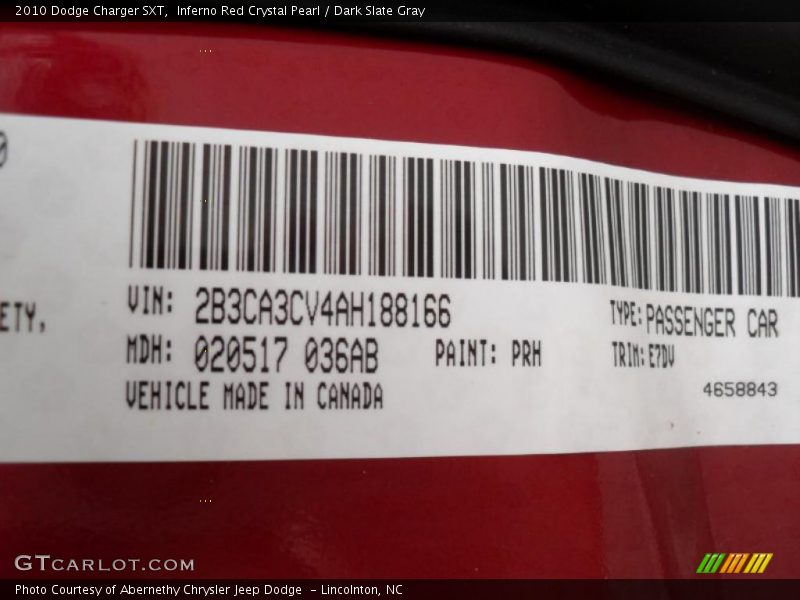 2010 Dodge Charger SXT,  Inferno Red Crystal Pearl / Dark Slate Gray
ETY,
VIN: 2B3CA3CV4AH188166
TYPE: PASSENGER CAR
MDH: 020517 036AB
PAINT: PRH
TRIM: E7DV
VEHICLE MADE IN CANADA
4658843
GTCARLOT.COM
Photo Courtesy of Abernethy Chrysler Jeep Dodge  – Lincolnton, NC